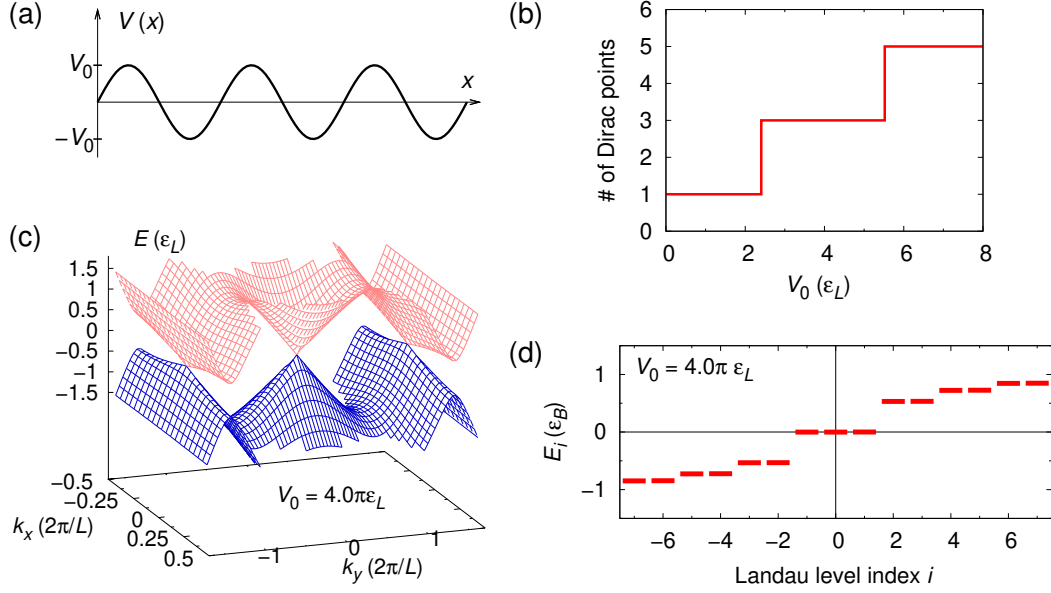 (a)
V (x)
V0
x
−V0
(b)
# of Dirac points
6
5
4
3
2
1
0
0 2 4 6 8
V0 (εL)
(c)
E (εL)
1.5
1
0.5
0
−0.5
−1
−1.5
−0.5
−0.25
0
0.25
0.5
kx (2π/L)
−1 0 1
ky (2π/L)
V0 = 4.0πεL
(d)
V0 = 4.0π εL
Ei (εB)
1
0
−1
−6 −4 −2 0 2 4 6
Landau level index i